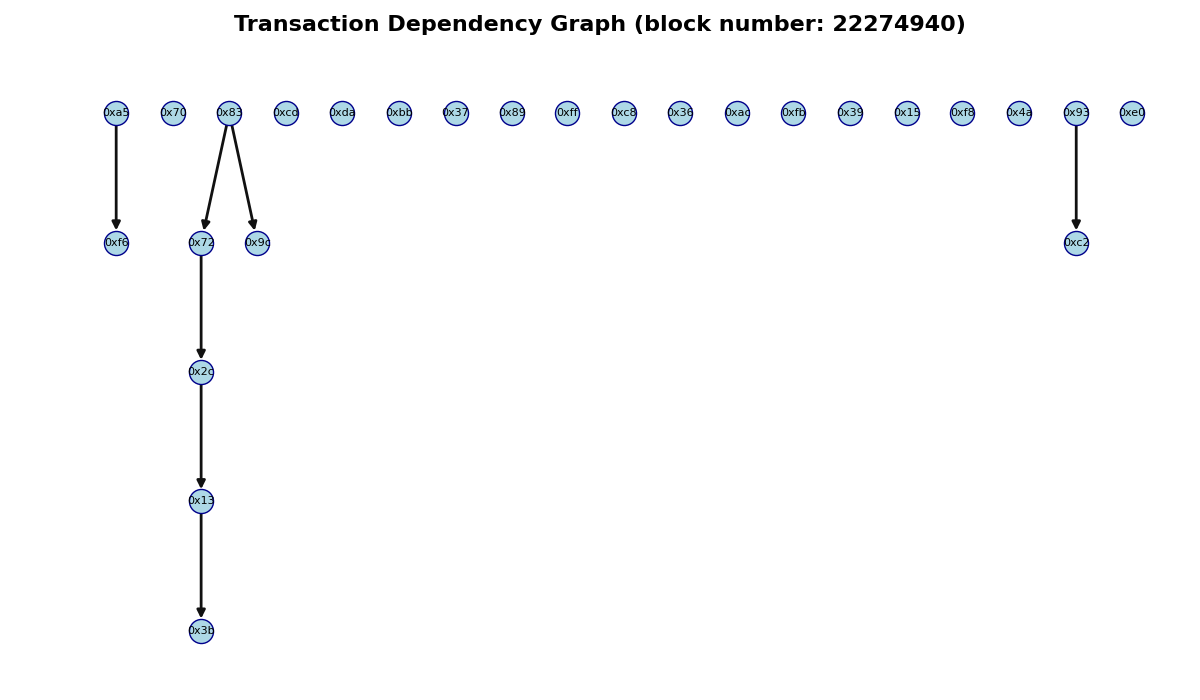 Transaction Dependency Graph (block number: 22274940)
0xa5 0x70 0x83 0xcd 0xda 0xbb 0x37 0x89 0xff 0xc8 0x36 0xac 0xfb 0x39 0x15 0xf8 0x4a 0x93 0xe0
0xf6 0x72 0x9c 0xc2
0x2c
0x13
0x3b